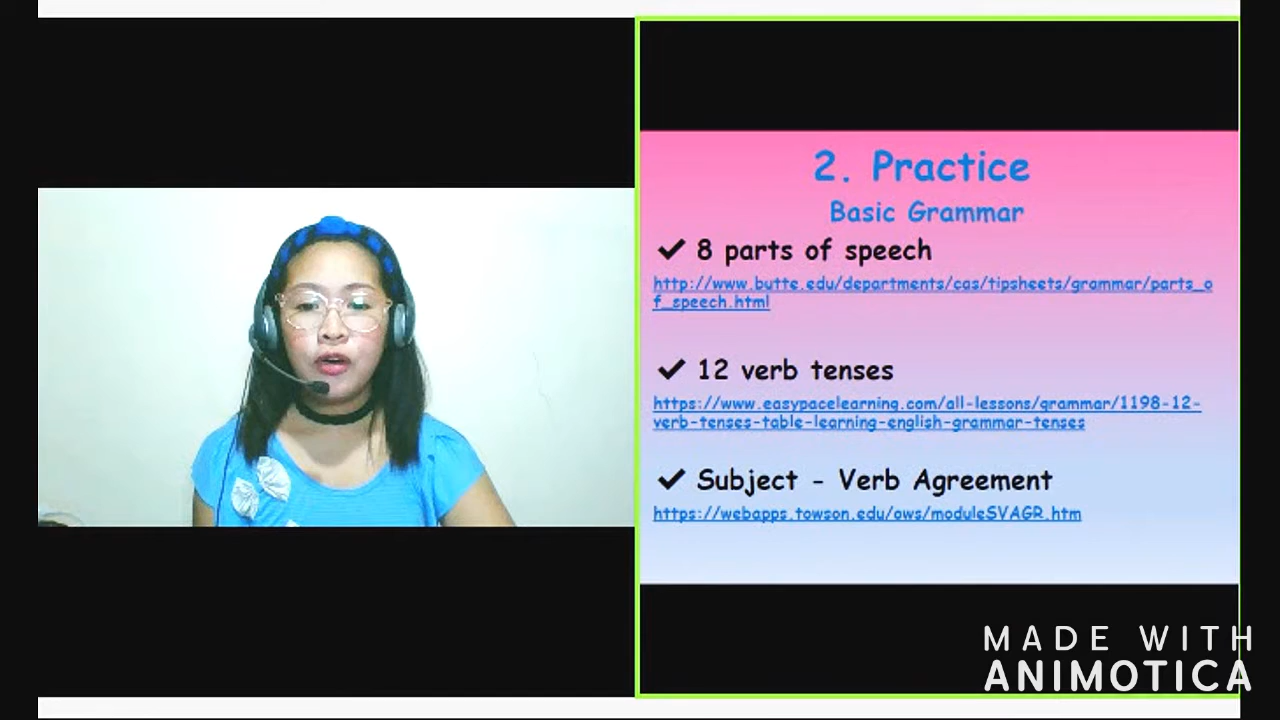 2. Practice
Basic Grammar
✔ 8 parts of speech
http://www.butte.edu/departments/cas/tipsheets/grammar/parts_o
f_speech.html
✔ 12 verb tenses
https://www.easypacelearning.com/all-lessons/grammar/1198-12-
verb-tenses-table-learning-english-grammar-tenses
✔ Subject - Verb Agreement
https://webapps.towson.edu/ows/moduleSVAGR.htm
MADE WITH
ANIMOTICA